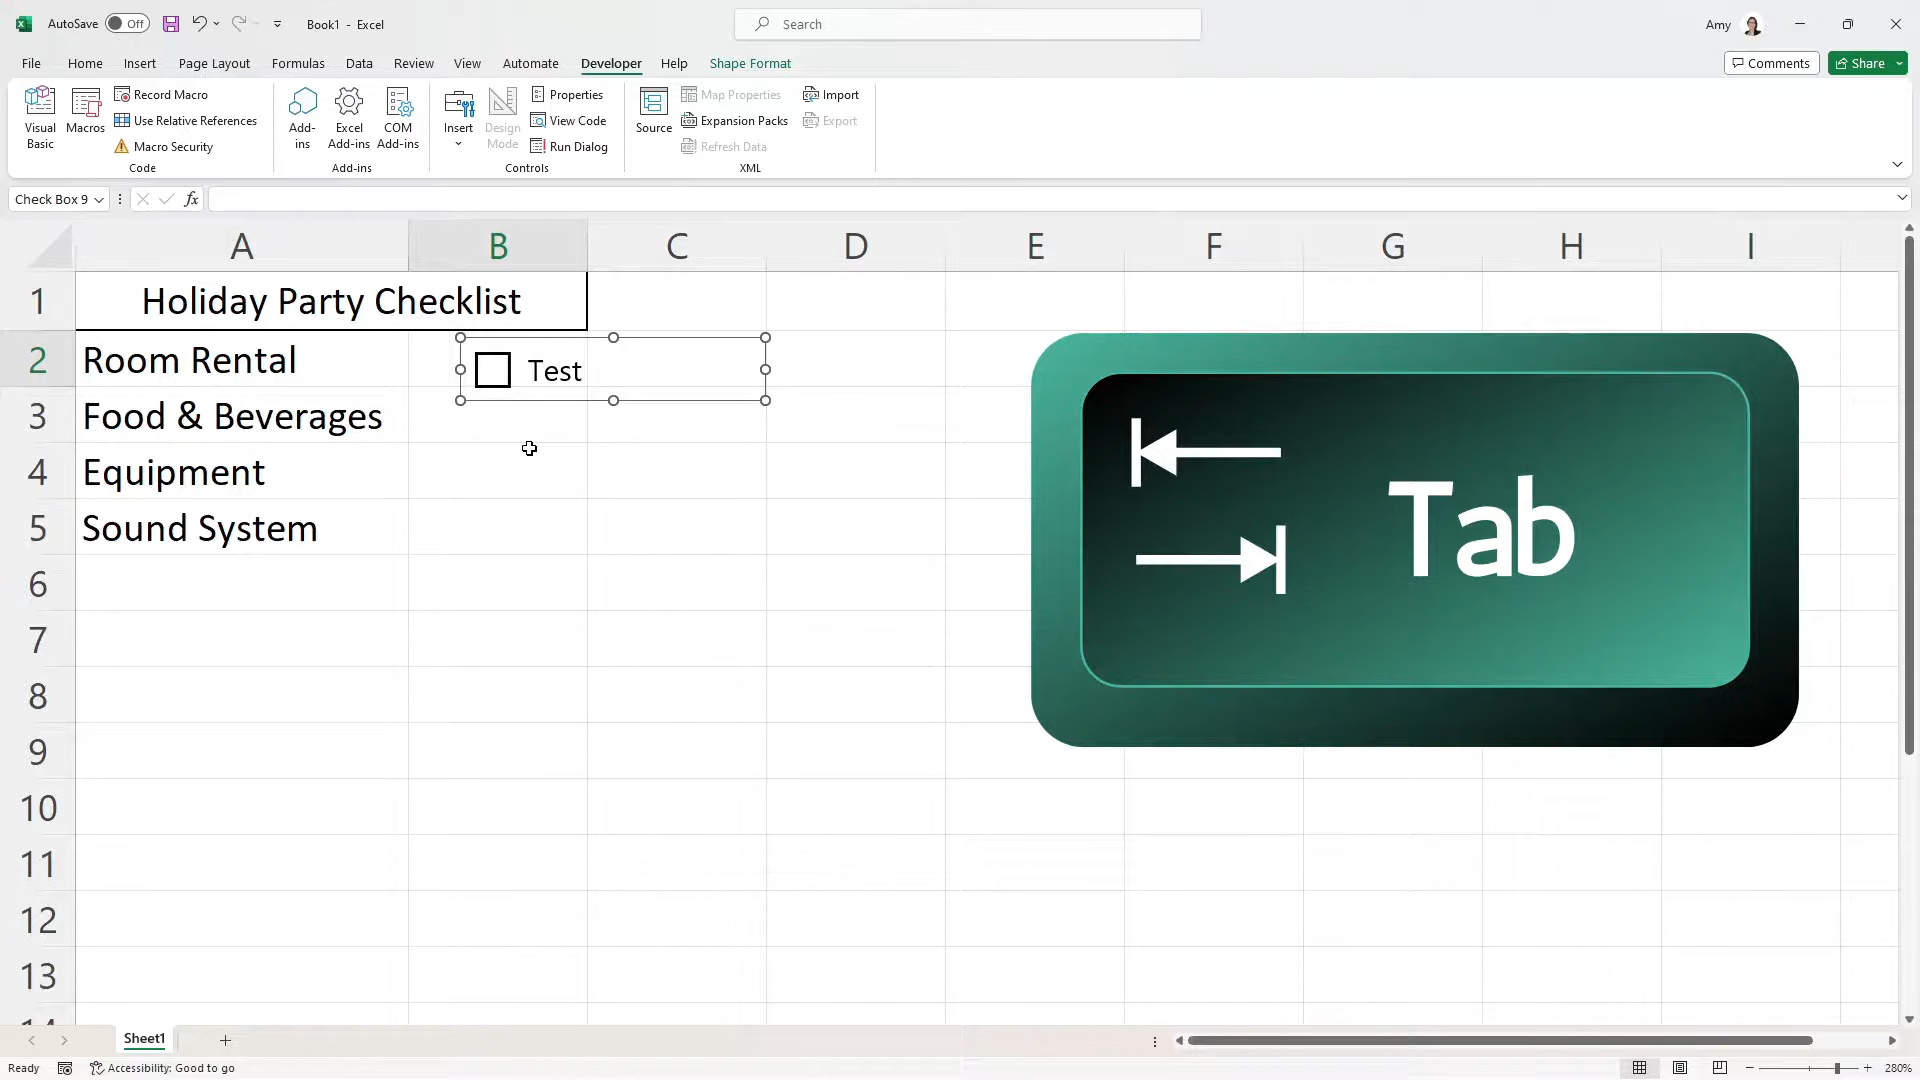 AutoSave Off Book1 - Excel Search Amy
File Home Insert Page Layout Formulas Data Review View Automate Developer Help Shape Format Comments Share
Visual Basic
Macros
Record Macro
Use Relative References
Macro Security
Code
Add-ins
Excel Add-ins
COM Add-ins
Add-ins
Insert
Design Mode
Properties
View Code
Run Dialog
Controls
Source
Map Properties
Expansion Packs
Refresh Data
Import
Export
XML
Check Box 9 fx
A B C D E F G H I
1 Holiday Party Checklist
2 Room Rental Test
3 Food & Beverages
4 Equipment
5 Sound System
6
7
8
9
10
11
12
13
Tab
Sheet1
Ready Accessibility: Good to go 280%